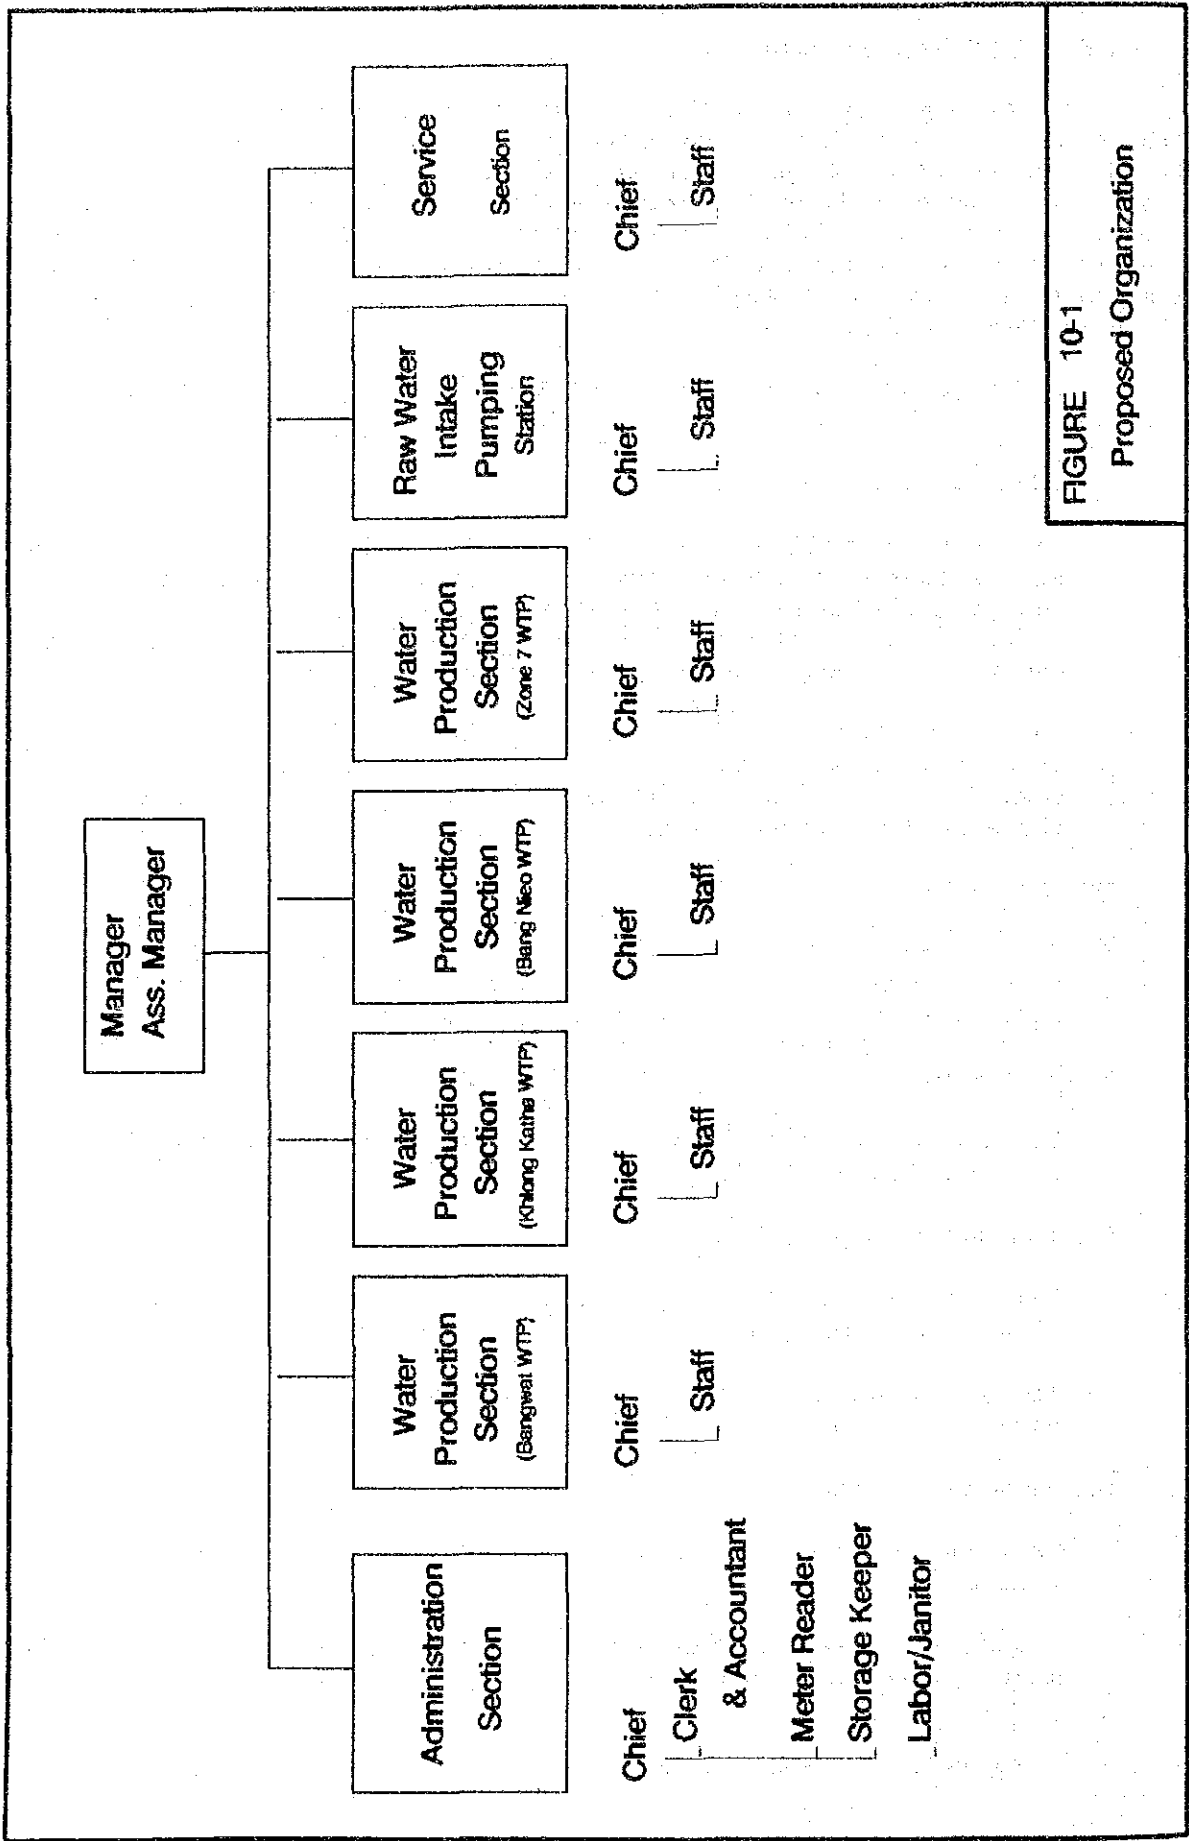 Manager
Ass. Manager
Administration
Section
Chief
Clerk
& Accountant
Meter Reader
Storage Keeper
Labor/Janitor
Water
Production
Section
(Bangwat WTP)
Chief
Staff
Water
Production
Section
(Khlong Katha WTP)
Chief
Staff
Water
Production
Section
(Bang Nieo WTP)
Chief
Staff
Water
Production
Section
(Zone 7 WTP)
Chief
Staff
Raw Water
Intake
Pumping
Station
Chief
Staff
Service
Section
Chief
Staff
FIGURE 10-1
Proposed Organization